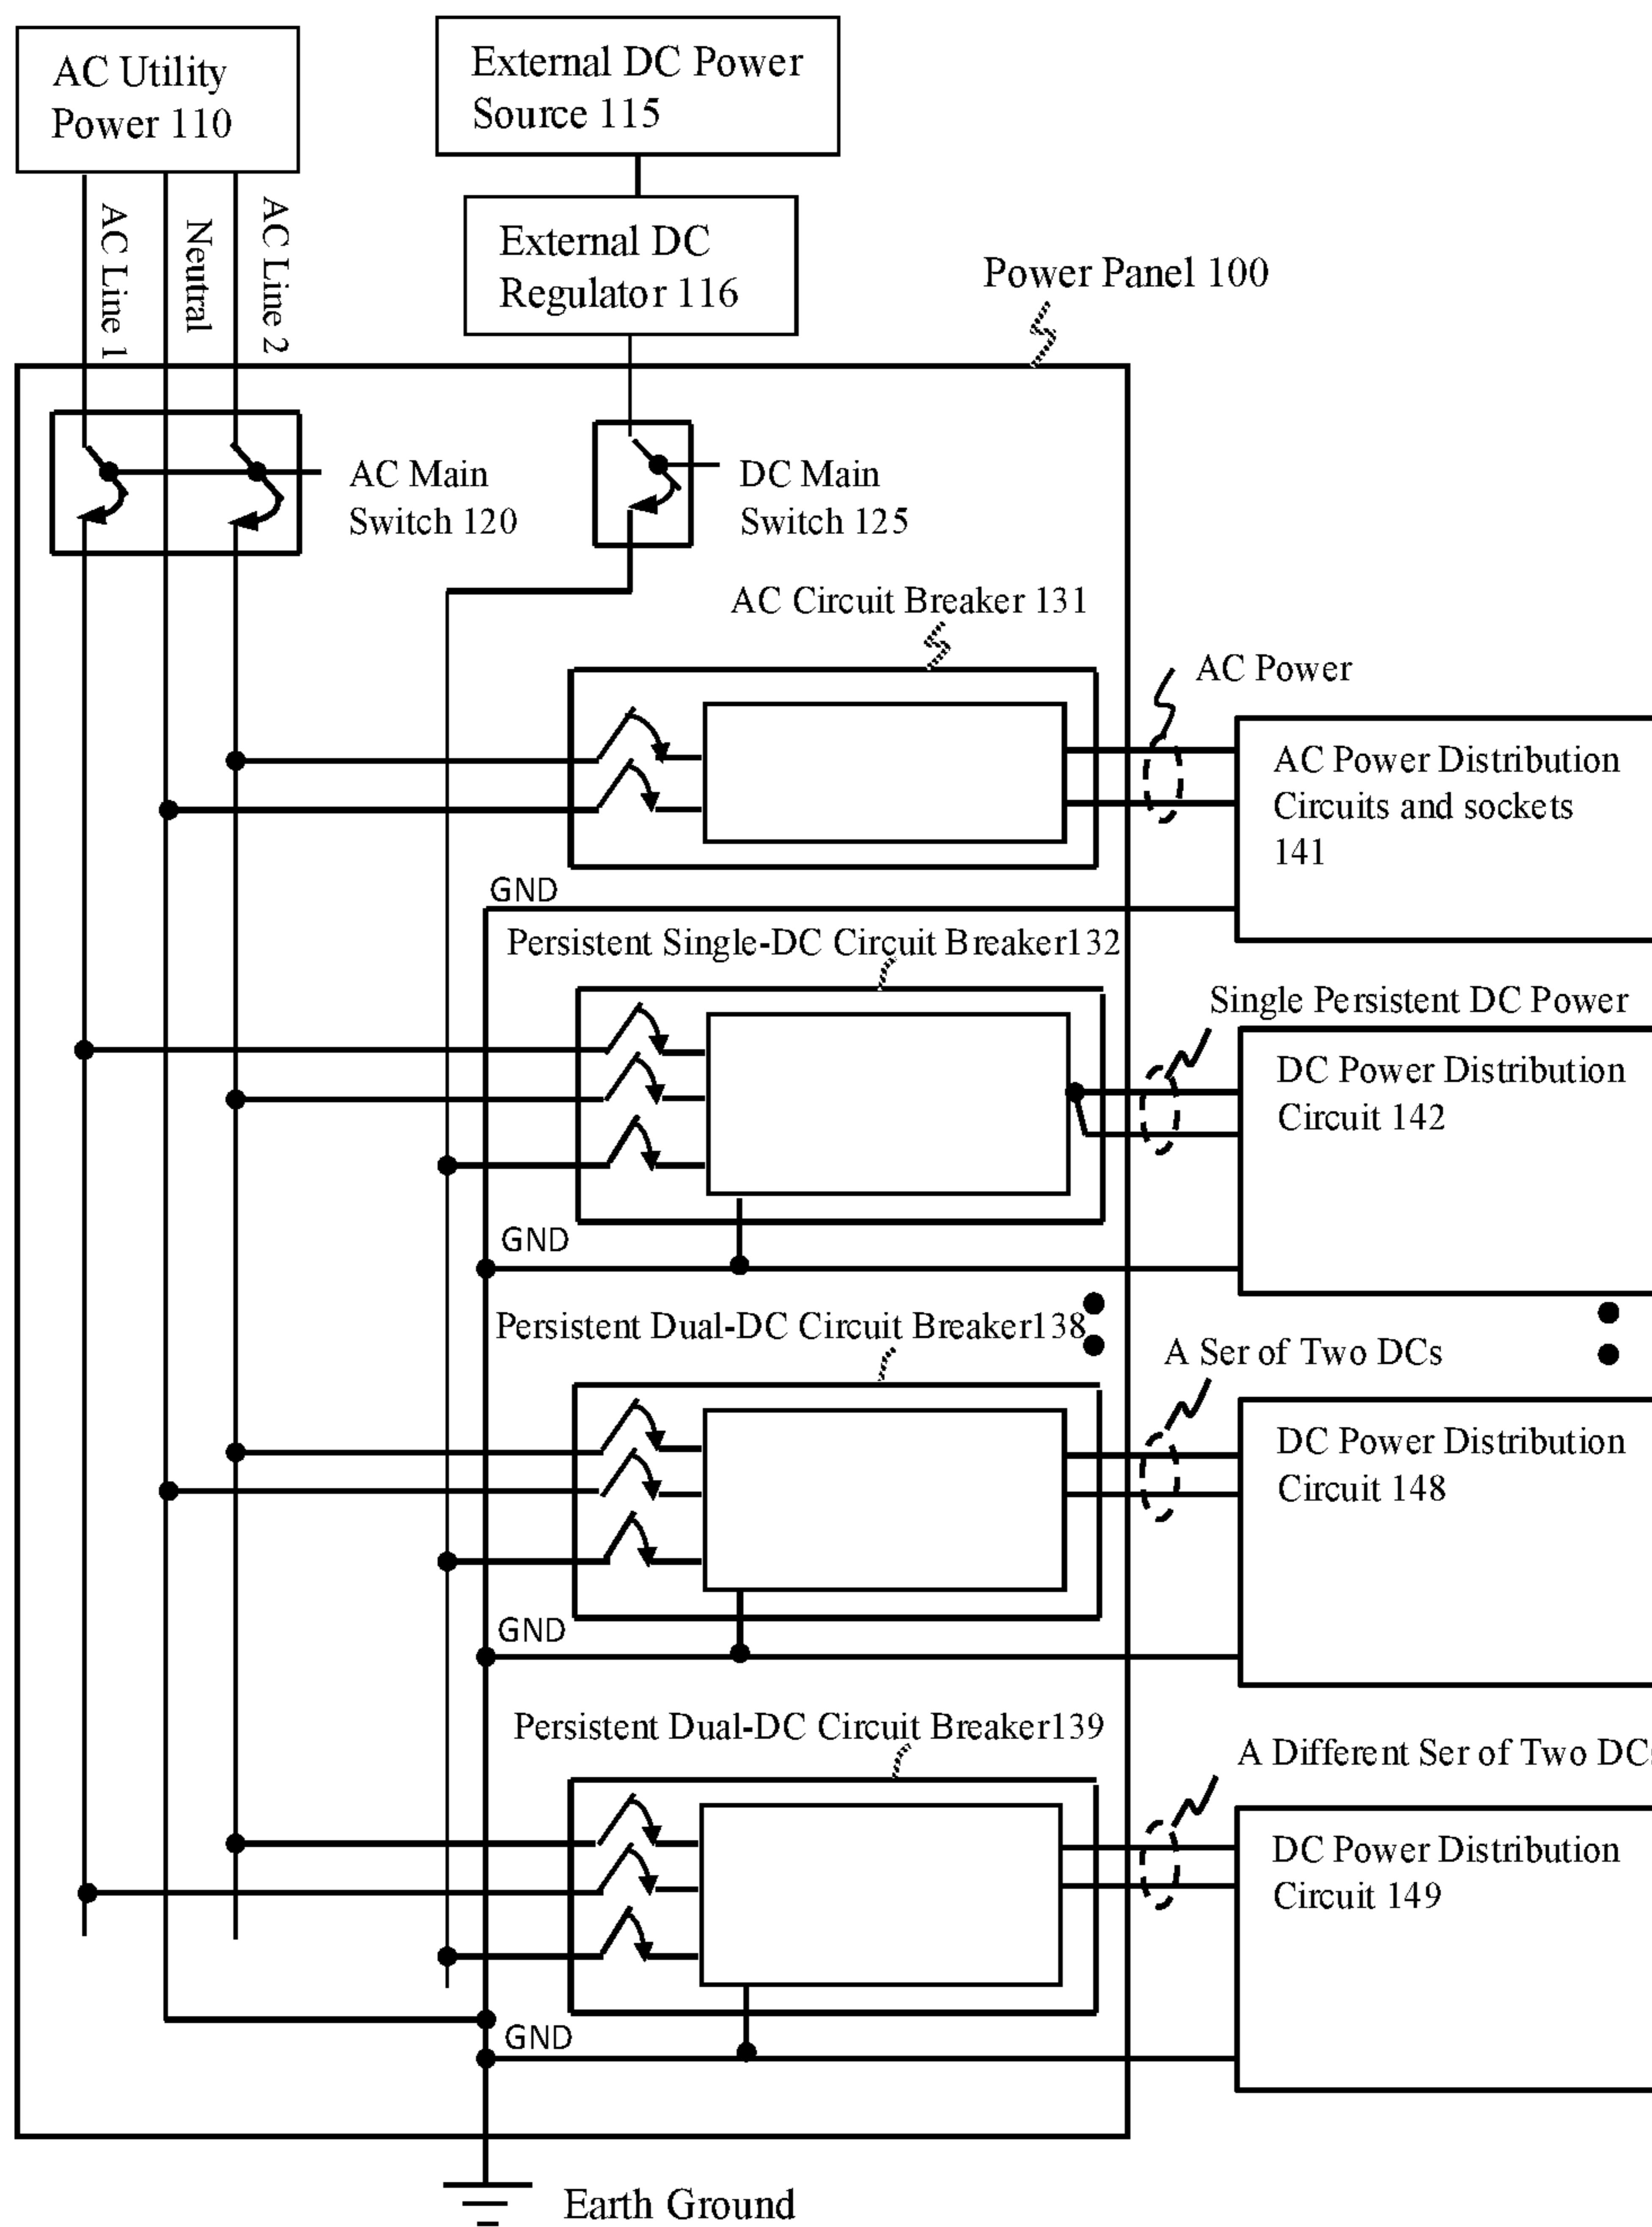 AC Utility
Power 110
External DC Power
Source 115
AC Line 1
Neutral
AC Line 2
External DC
Regulator 116
Power Panel 100
AC Main
Switch 120
DC Main
Switch 125
AC Circuit Breaker 131
AC Power
AC Power Distribution
Circuits and sockets
141
GND
Persistent Single-DC Circuit Breaker132
Single Persistent DC Power
DC Power Distribution
Circuit 142
GND
Persistent Dual-DC Circuit Breaker138
A Ser of Two DCs
DC Power Distribution
Circuit 148
GND
Persistent Dual-DC Circuit Breaker139
A Different Ser of Two DCs
DC Power Distribution
Circuit 149
GND
Earth Ground